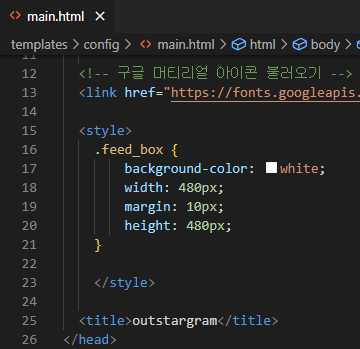 main.html ×
templates > config > main.html > html > body >
11
12 <!-- 구글 머티리얼 아이콘 불러오기 -->
13 <link href="https://fonts.googleapis.
14
15 <style>
16 .feed_box {
17 background-color: white;
18 width: 480px;
19 margin: 10px;
20 height: 480px;
21 }
22
23 </style>
24
25 <title>outstargram</title>
26 </head>